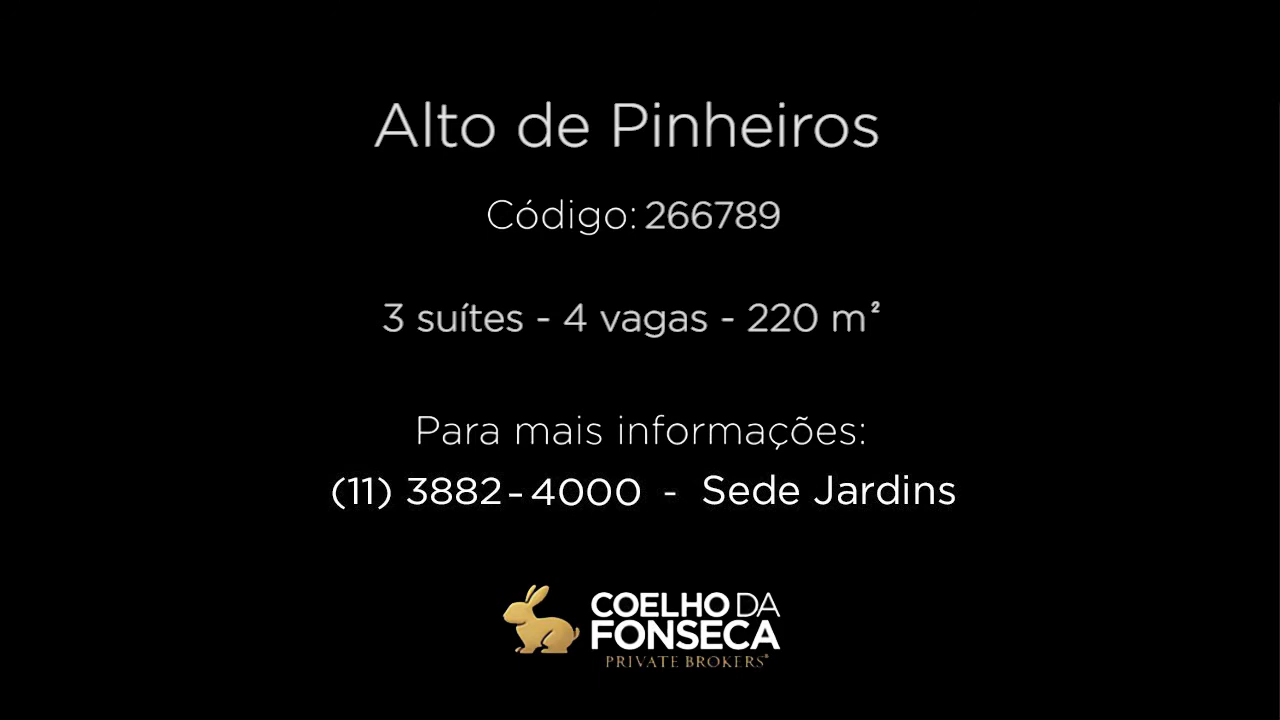 Alto de Pinheiros
Código: 266789
3 suítes - 4 vagas - 220 m²
Para mais informações:
(11) 3882-4000 - Sede Jardins
COELHO DA
FONSECA
PRIVATE BROKERS®